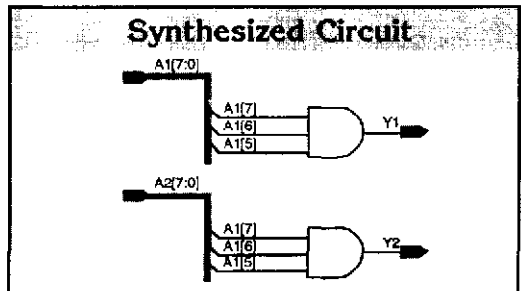 Synthesized Circuit
A1[7:0]
A1[7]
A1[6]
A1[5]
Y1
A2[7:0]
A1[7]
A1[6]
A1[5]
Y2